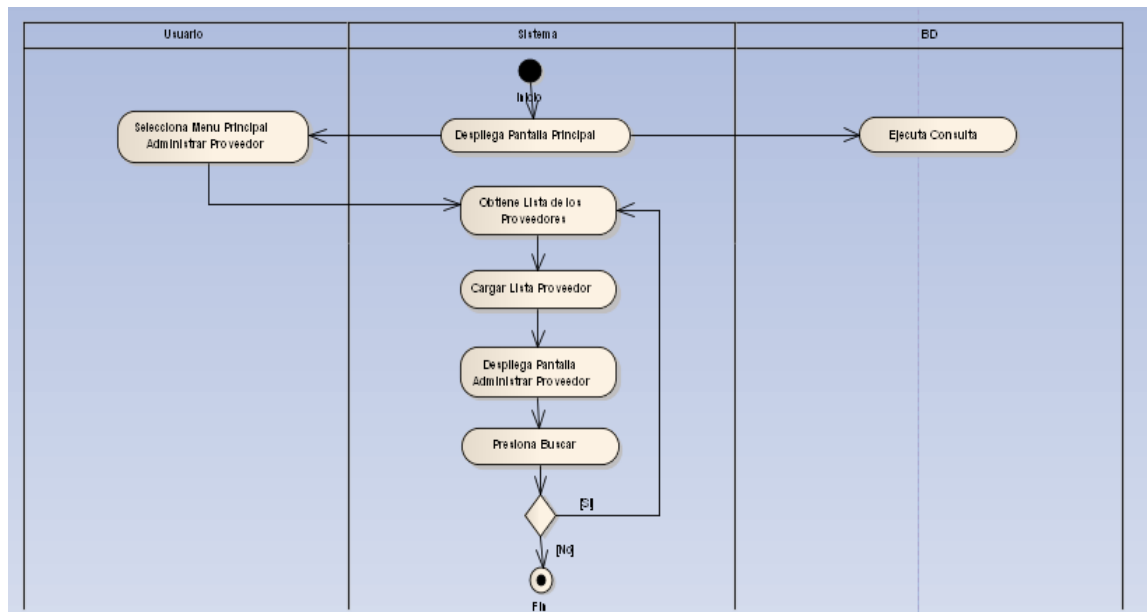 Usuario
Sistema
BD
Inicio
Selecciona Menu Principal
Administrar Proveedor
Despliega Pantalla Principal
Ejecuta Consulta
Obtiene Lista de los
Proveedores
Cargar Lista Proveedor
Despliega Pantalla
Administrar Proveedor
Presiona Buscar
[Si]
[No]
Fin